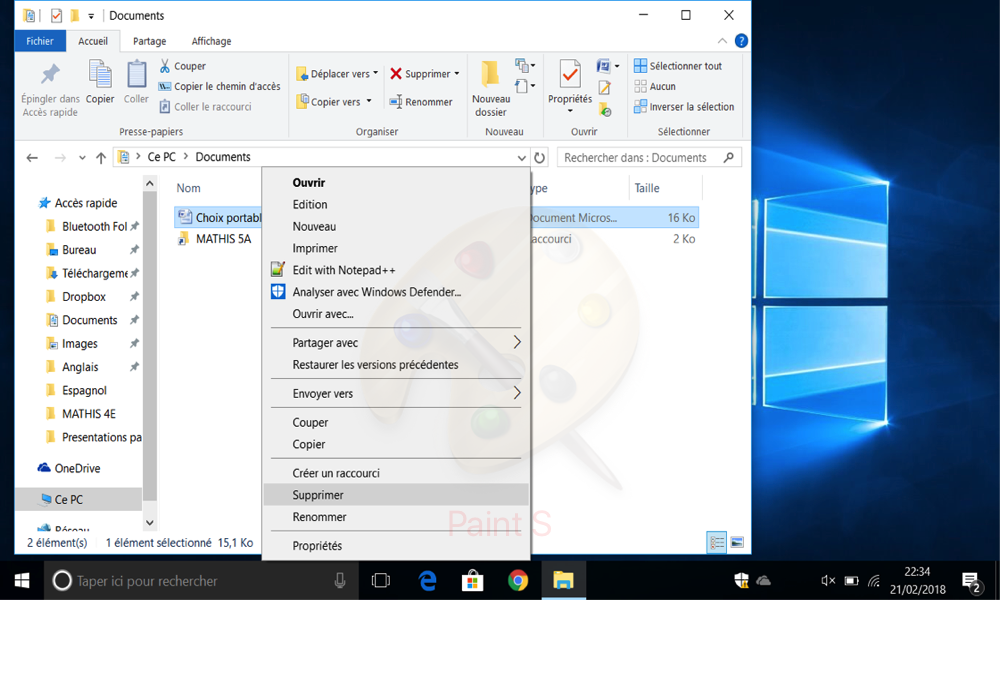 Documents
Fichier Accueil Partage Affichage
Épingler dans Accès rapide
Copier
Coller
Couper
Copier le chemin d'accès
Coller le raccourci
Presse-papiers
Déplacer vers
Copier vers
Supprimer
Renommer
Organiser
Nouveau dossier
Nouveau
Propriétés
Ouvrir
Sélectionner tout
Aucun
Inverser la sélection
Sélectionner
Ce PC > Documents
Rechercher dans : Documents
Accès rapide
Bluetooth Fol
Bureau
Téléchargeme
Dropbox
Documents
Images
Anglais
Espagnol
MATHIS 4E
Presentations pa
OneDrive
Ce PC
Réseau
Nom ype Taille
Choix portabl ocument Micros... 16 Ko
MATHIS 5A accourci 2 Ko
Ouvrir
Edition
Nouveau
Imprimer
Edit with Notepad++
Analyser avec Windows Defender...
Ouvrir avec...
Partager avec
Restaurer les versions précédentes
Envoyer vers
Couper
Copier
Créer un raccourci
Supprimer
Renommer
Propriétés
Paint S
2 élément(s) 1 élément sélectionné 15,1 Ko
Taper ici pour rechercher
22:34
21/02/2018
2